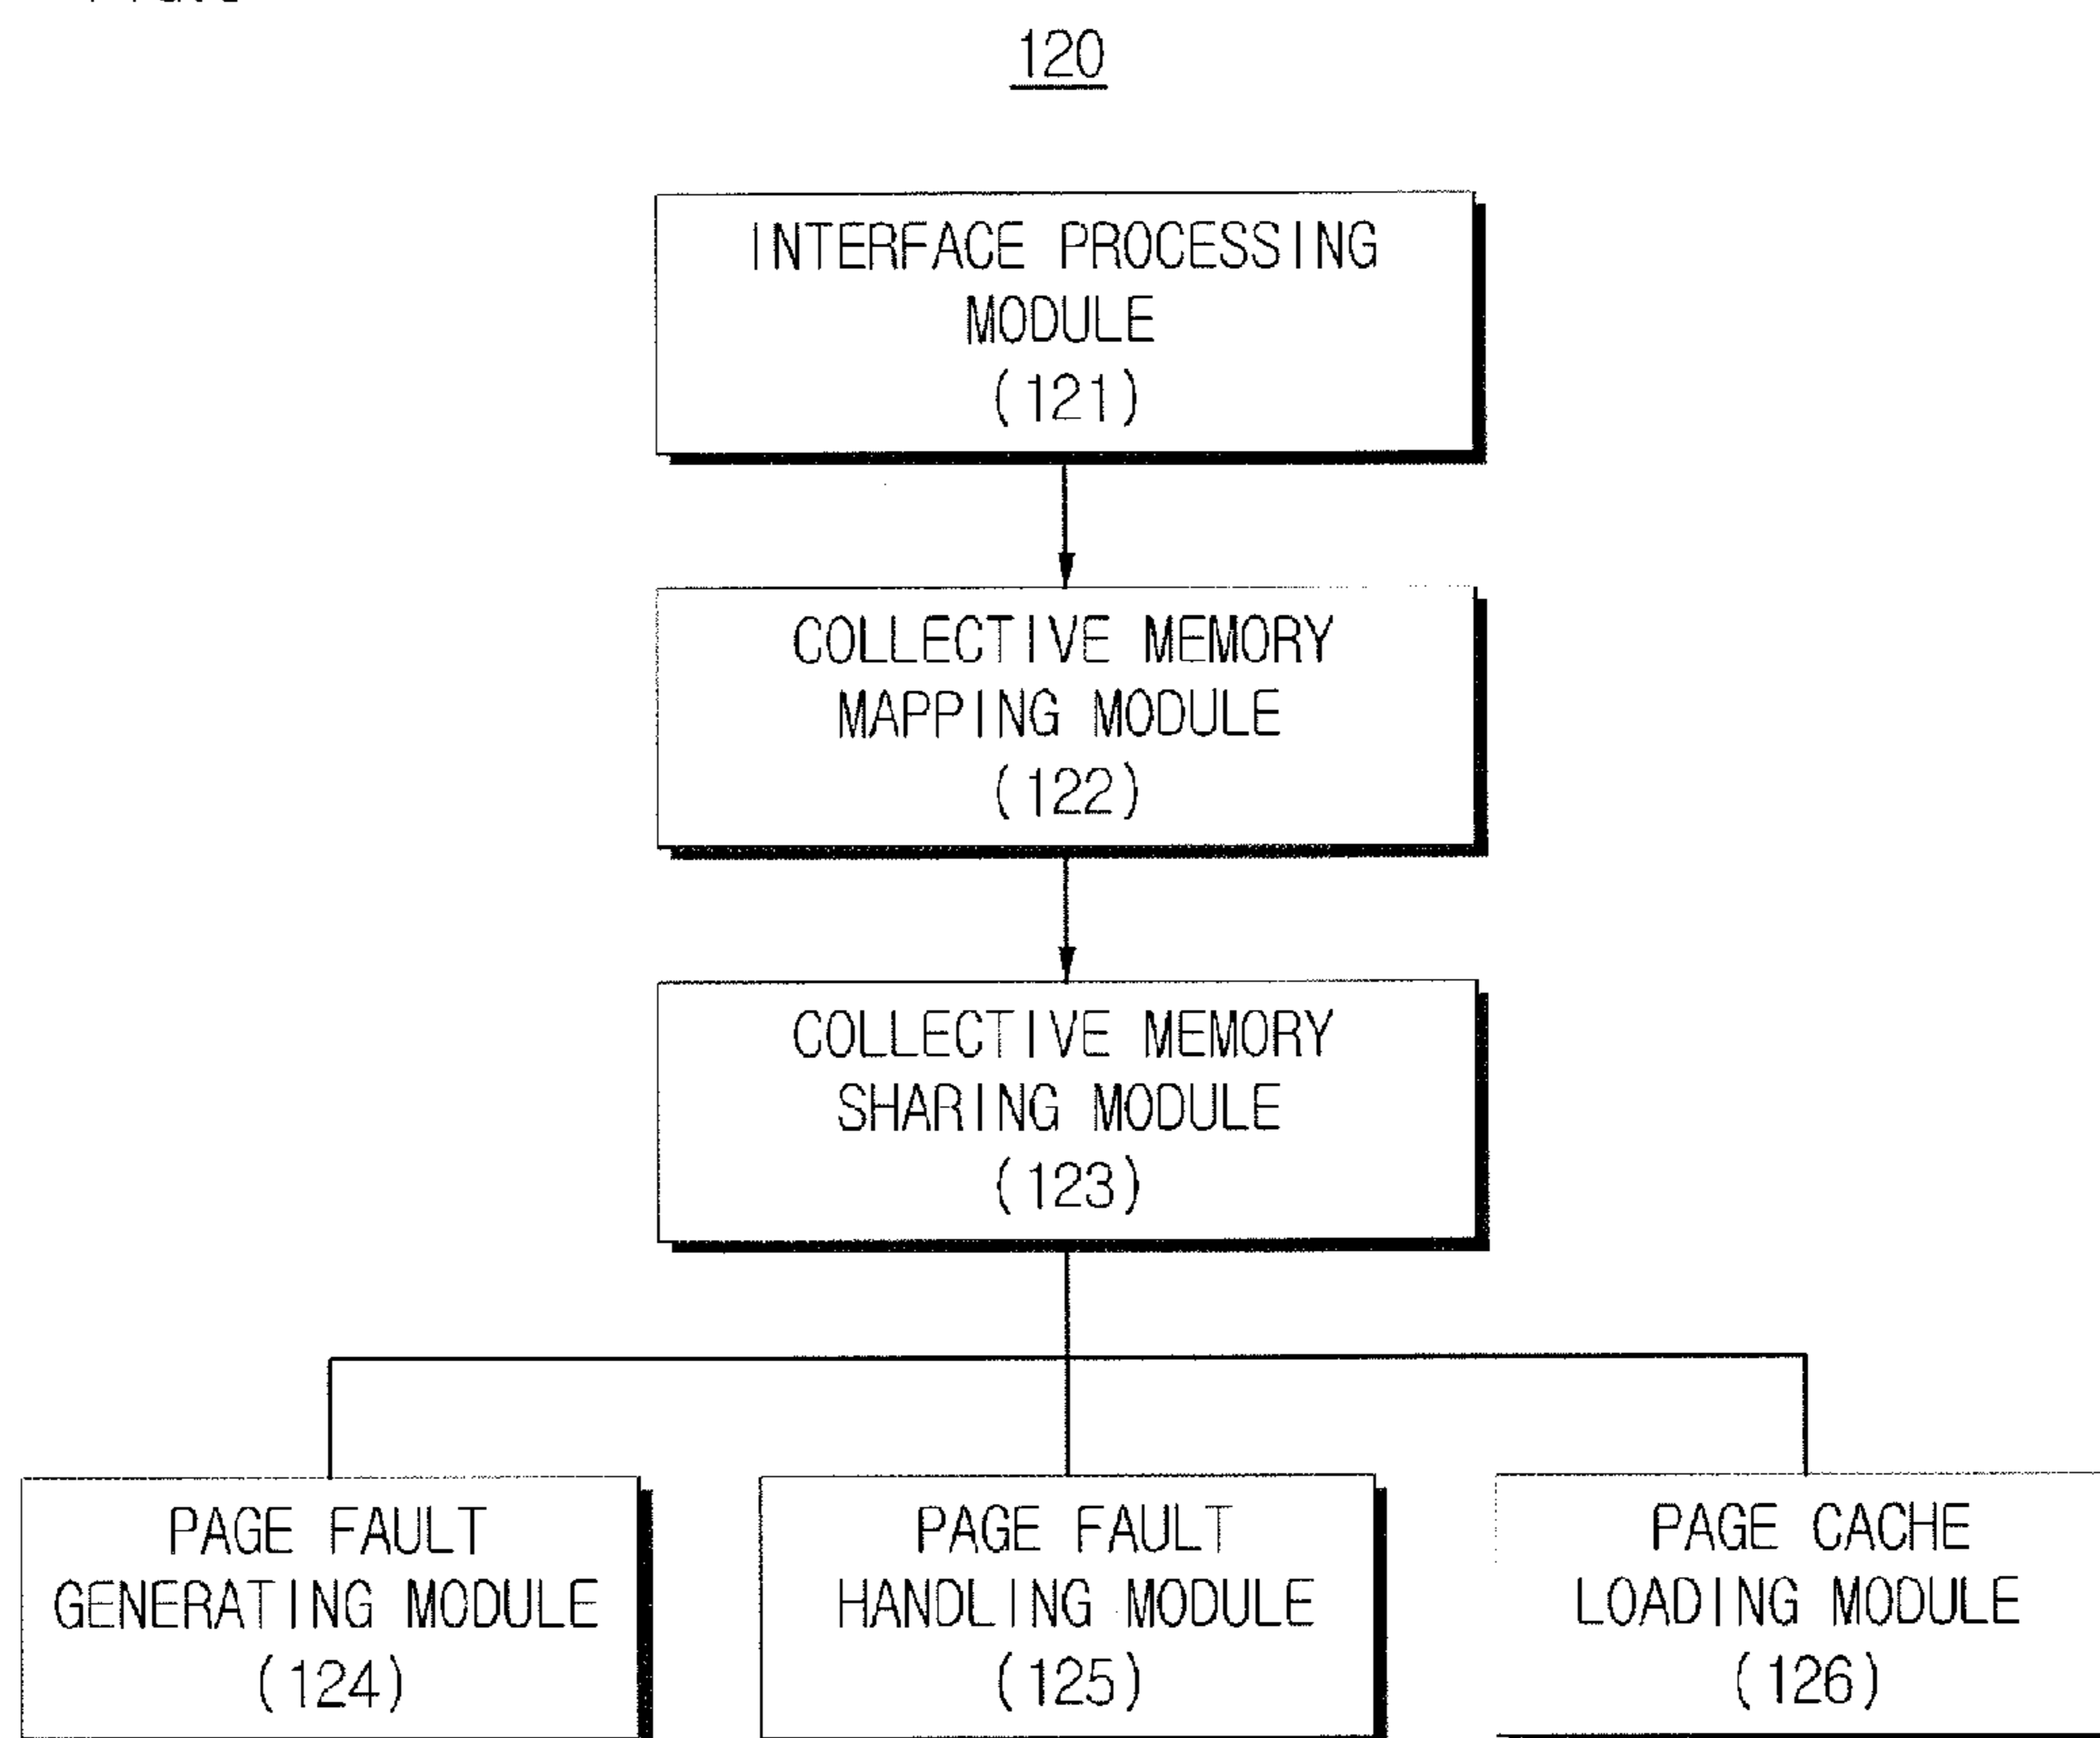 120
INTERFACE PROCESSING
MODULE
(121)
COLLECTIVE MEMORY
MAPPING MODULE
(122)
COLLECTIVE MEMORY
SHARING MODULE
(123)
PAGE FAULT
GENERATING MODULE
(124)
PAGE FAULT
HANDLING MODULE
(125)
PAGE CACHE
LOADING MODULE
(126)